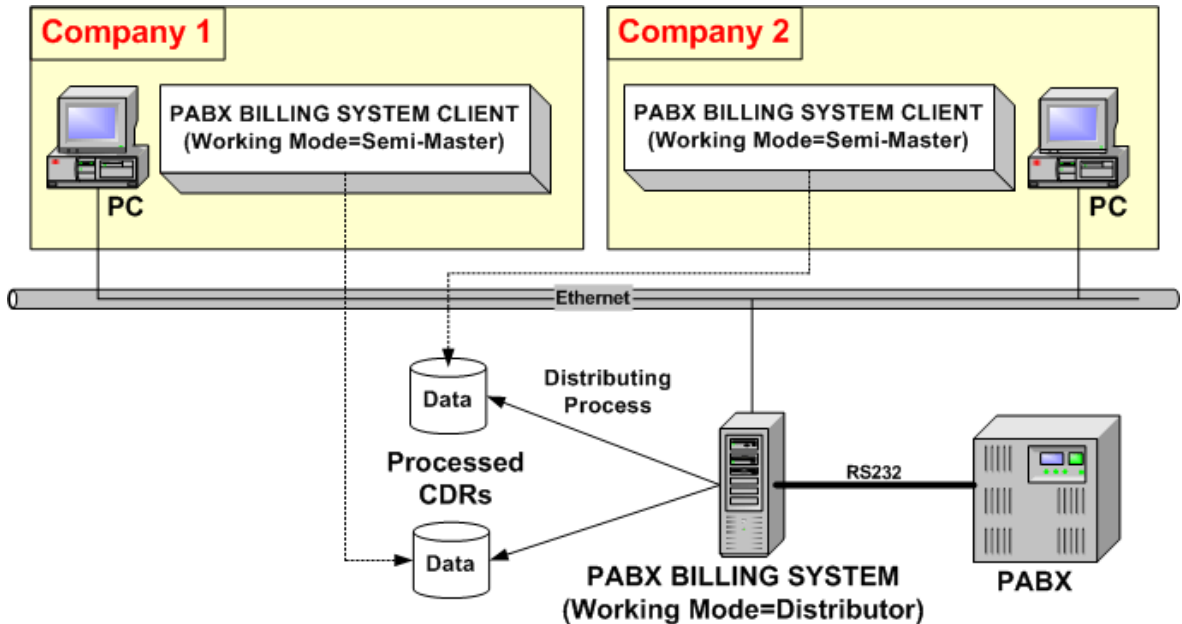 Company 1
PABX BILLING SYSTEM CLIENT
(Working Mode=Semi-Master)
PC
Company 2
PABX BILLING SYSTEM CLIENT
(Working Mode=Semi-Master)
PC
Ethernet
Data
Distributing
Process
Processed
CDRs
Data
RS232
PABX BILLING SYSTEM
(Working Mode=Distributor)
PABX